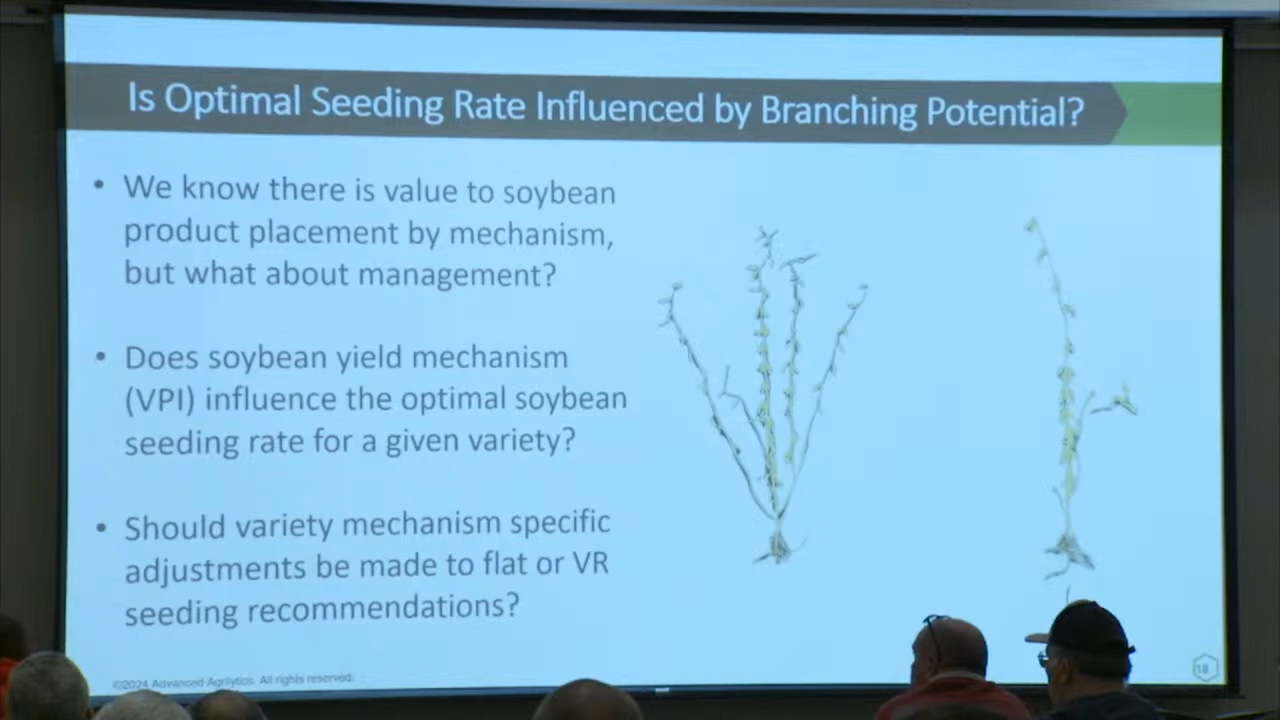 Is Optimal Seeding Rate Influenced by Branching Potential?
• We know there is value to soybean
product placement by mechanism,
but what about management?
• Does soybean yield mechanism
(VPI) influence the optimal soybean
seeding rate for a given variety?
• Should variety mechanism specific
adjustments be made to flat or VR
seeding recommendations?
©2024 Advanced Agrilytics. All rights reserved.
18